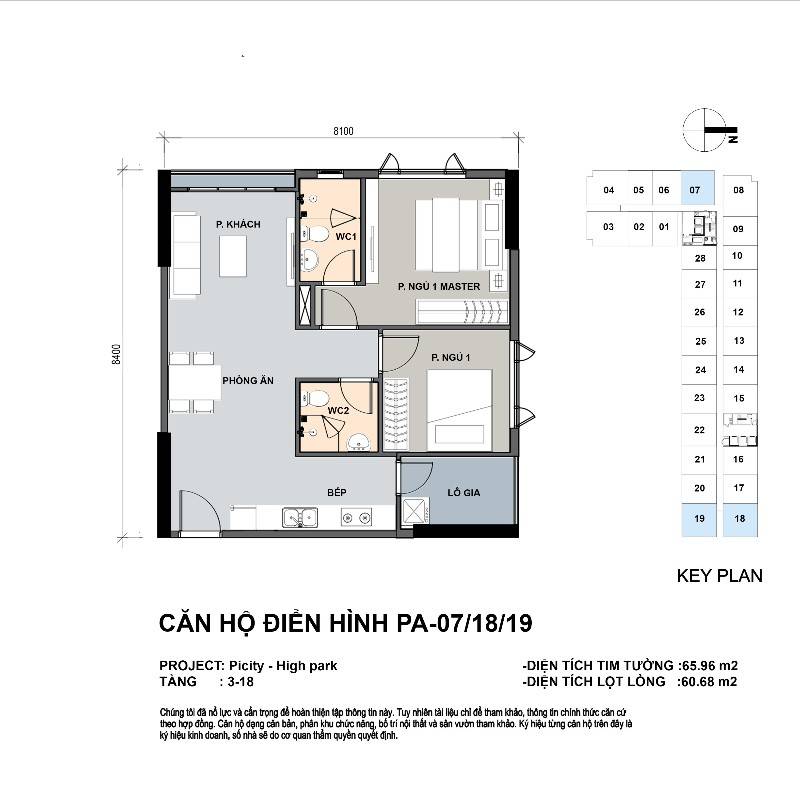 8100
N
8400
P. KHÁCH
WC1
P. NGỦ 1 MASTER
P. NGỦ 1
PHÒNG ĂN
WC2
BẾP
LÔ GIA
04 05 06 07 08
03 02 01 09
28 10
27 11
26 12
25 13
24 14
23 15
22
21 16
20 17
19 18
KEY PLAN
CĂN HỘ ĐIỂN HÌNH PA-07/18/19
PROJECT: Picity - High park
TẦNG : 3-18
-DIỆN TÍCH TIM TƯỜNG :65.96 m2
-DIỆN TÍCH LỌT LÒNG :60.68 m2
Chúng tôi đã nỗ lực và cẩn trọng để hoàn thiện tập thông tin này. Tuy nhiên tài liệu chỉ để tham khảo, thông tin chính thức căn cứ
theo hợp đồng. Căn hộ dạng căn bản, phân khu chức năng, bố trí nội thất và sân vườn tham khảo. Ký hiệu từng căn hộ trên đây là
ký hiệu kinh doanh, số nhà sẽ do cơ quan thẩm quyền quyết định.